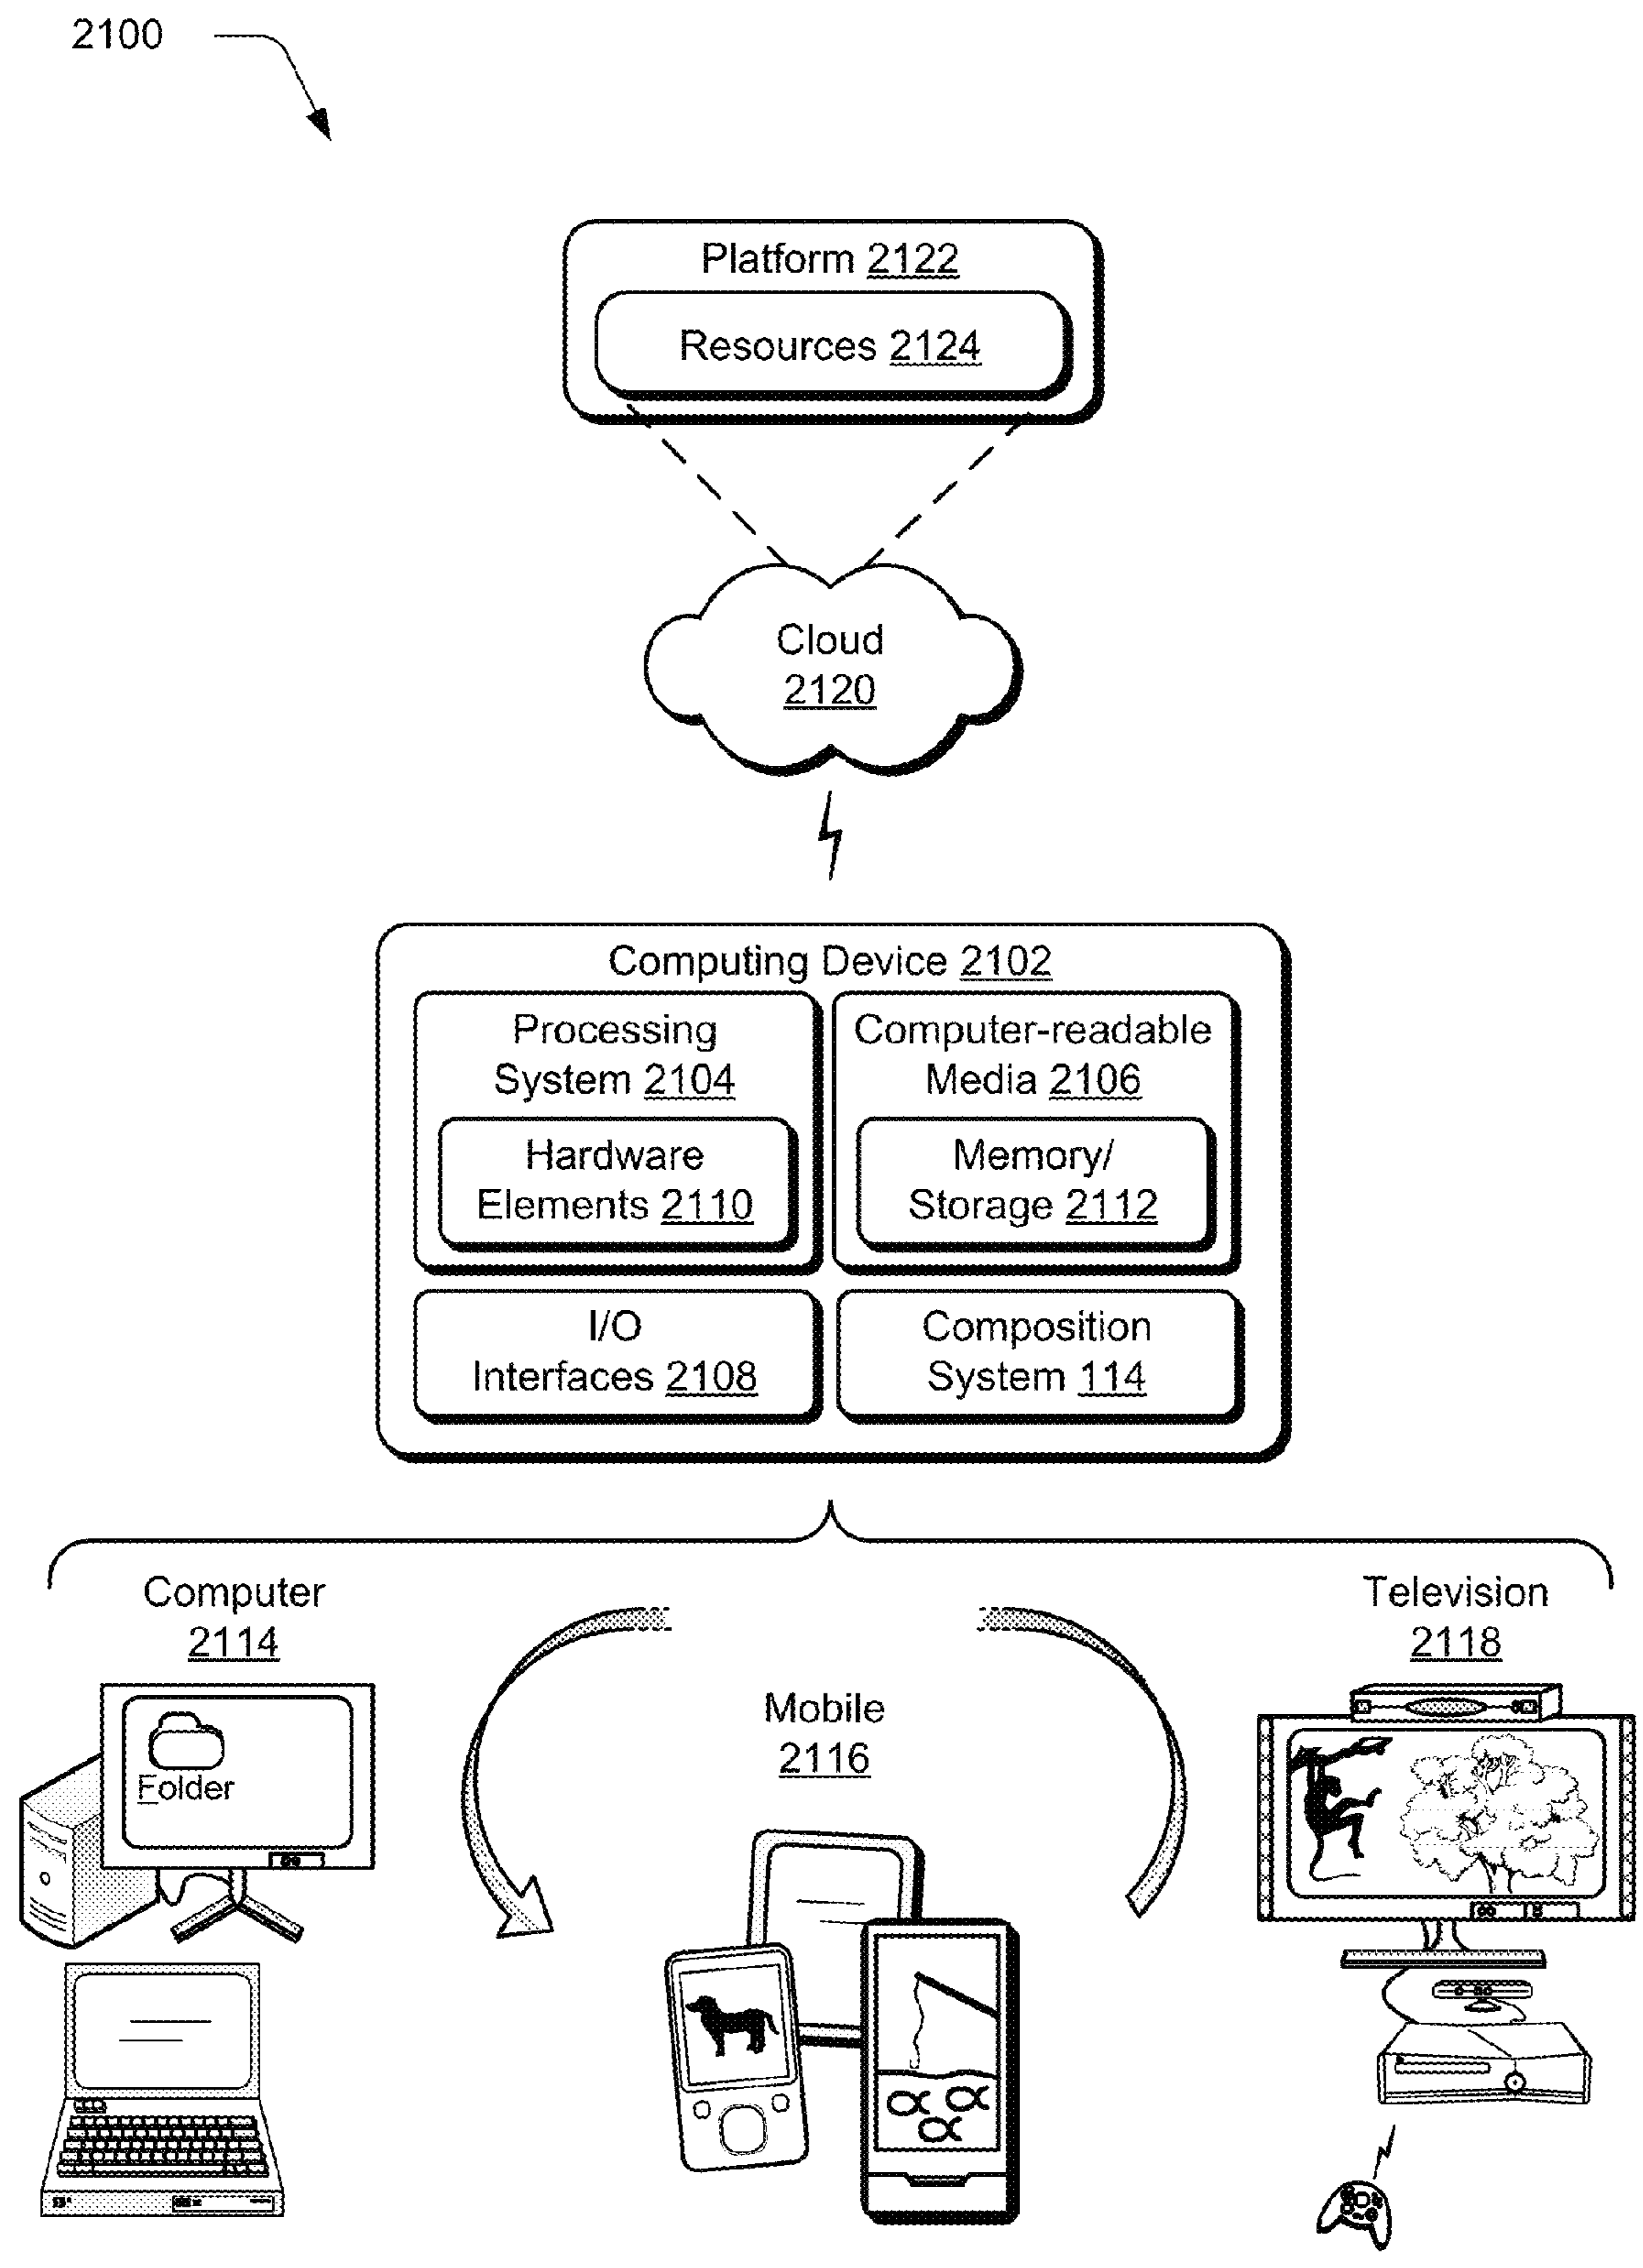 2100
Platform 2122
Resources 2124
Cloud
2120
Computing Device 2102
Processing
System 2104
Hardware
Elements 2110
Computer-readable
Media 2106
Memory/
Storage 2112
I/O
Interfaces 2108
Composition
System 114
Computer
2114
Folder
Mobile
2116
Television
2118